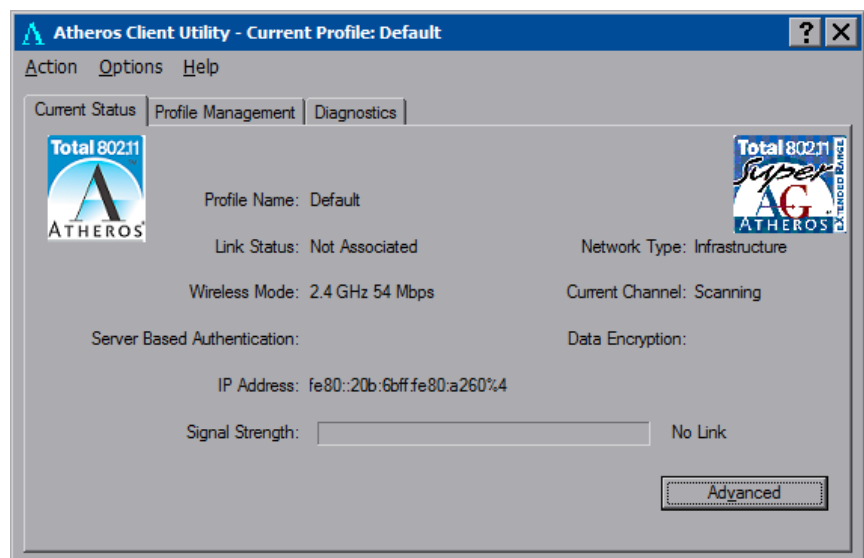 Atheros Client Utility - Current Profile: Default
Action Options Help
Current Status Profile Management Diagnostics
Total 802.11
ATHEROS
Total 802.11
Super
AG
ATHEROS
EXTENDED RANGE
Profile Name: Default
Link Status: Not Associated Network Type: Infrastructure
Wireless Mode: 2.4 GHz 54 Mbps Current Channel: Scanning
Server Based Authentication: Data Encryption:
IP Address: fe80::20b:6bff:fe80:a260%4
Signal Strength: No Link
Advanced